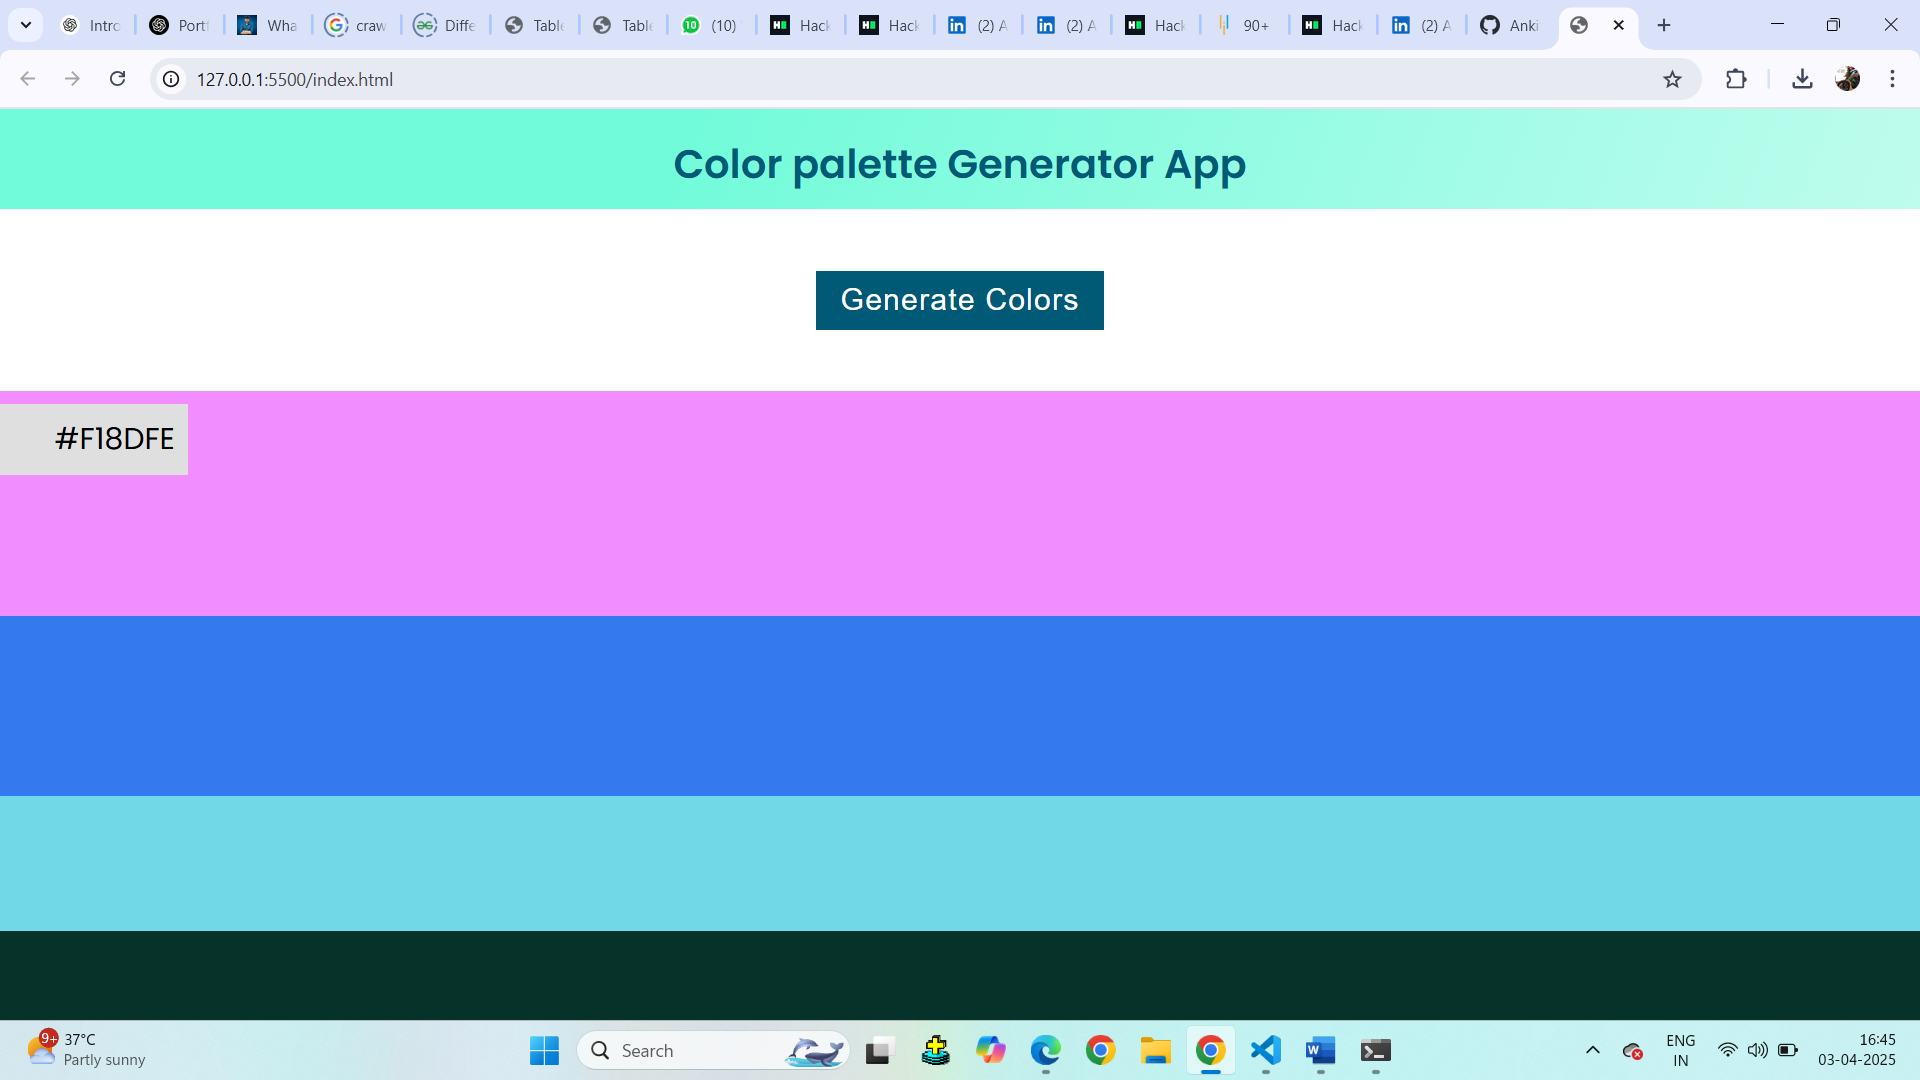 Intro
Portf
Wha
craw
Diffe
Table
Table
(10)
Hack
Hack
(2) A
(2) A
Hack
90+
Hack
(2) A
Anki
127.0.0.1:5500/index.html
Color palette Generator App
Generate Colors
#F18DFE
9+
37°C
Partly sunny
Search
ENG
IN
16:45
03-04-2025